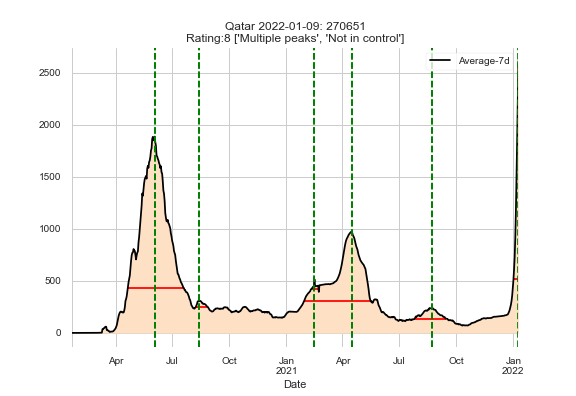 Qatar 2022-01-09: 270651
Rating:8 ['Multiple peaks', 'Not in control']
Average-7d
2500
2000
1500
1000
500
0
Apr Jul Oct Jan Apr Jul Oct Jan
2021 2022
Date